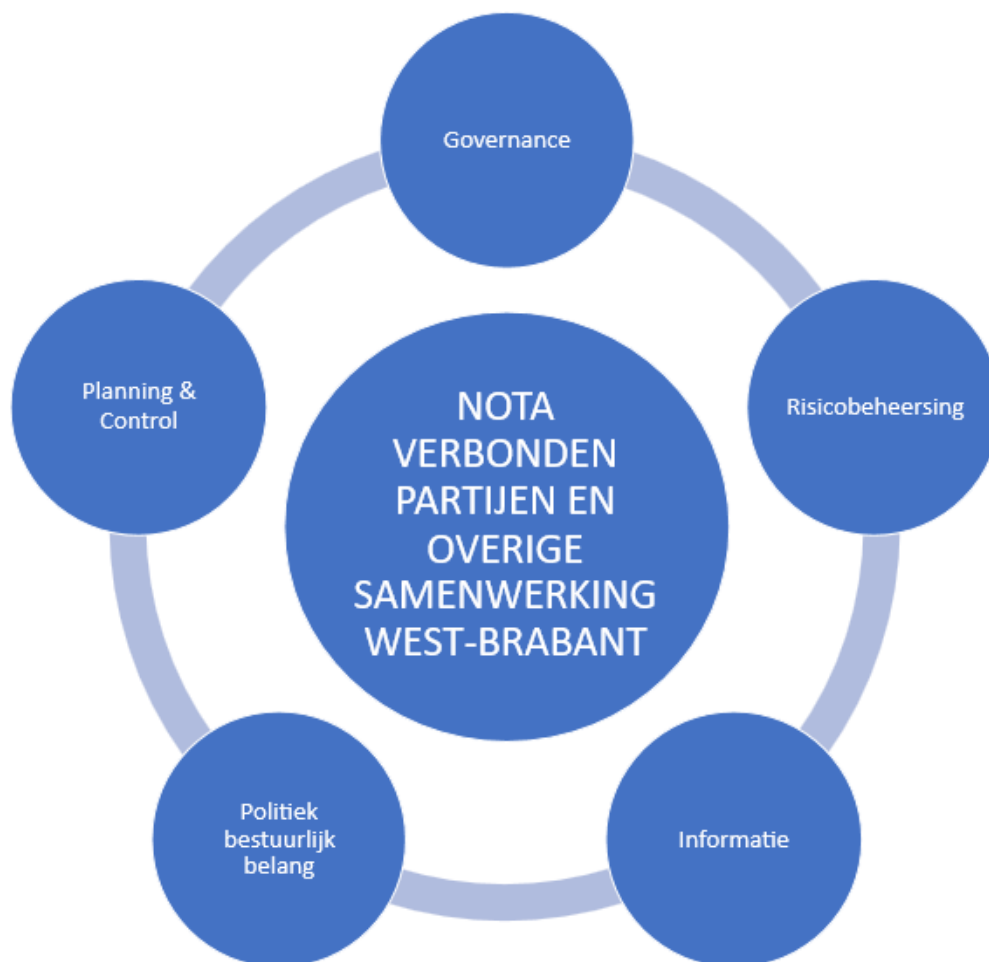 Governance
Planning &
Control
NOTA
VERBONDEN
PARTIJEN EN
OVERIGE
SAMENWERKING
WEST-BRABANT
Risicobeheersing
Politiek
bestuurlijk
belang
Informatie